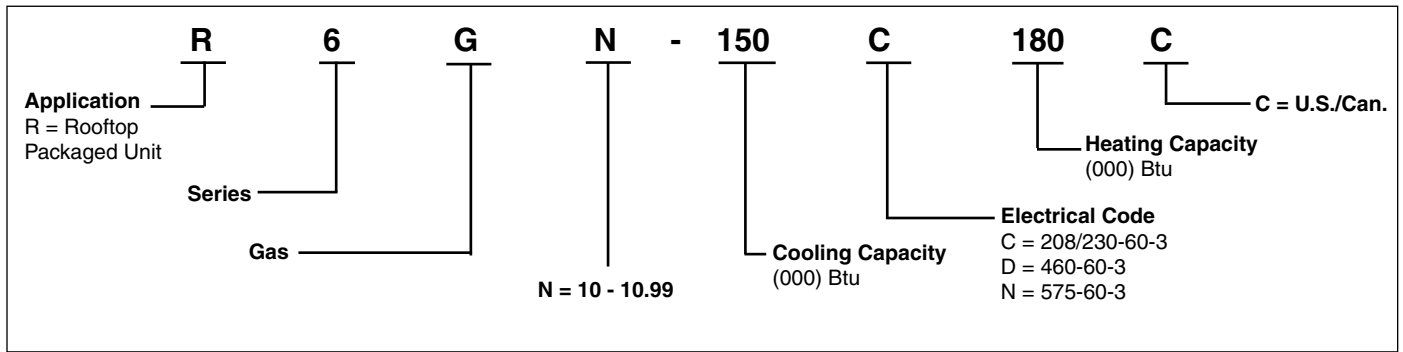 R 6 G N - 150 C 180 C
Application
R = Rooftop
Packaged Unit
Series
Gas
N = 10 - 10.99
Cooling Capacity
(000) Btu
Electrical Code
C = 208/230-60-3
D = 460-60-3
N = 575-60-3
Heating Capacity
(000) Btu
C = U.S./Can.